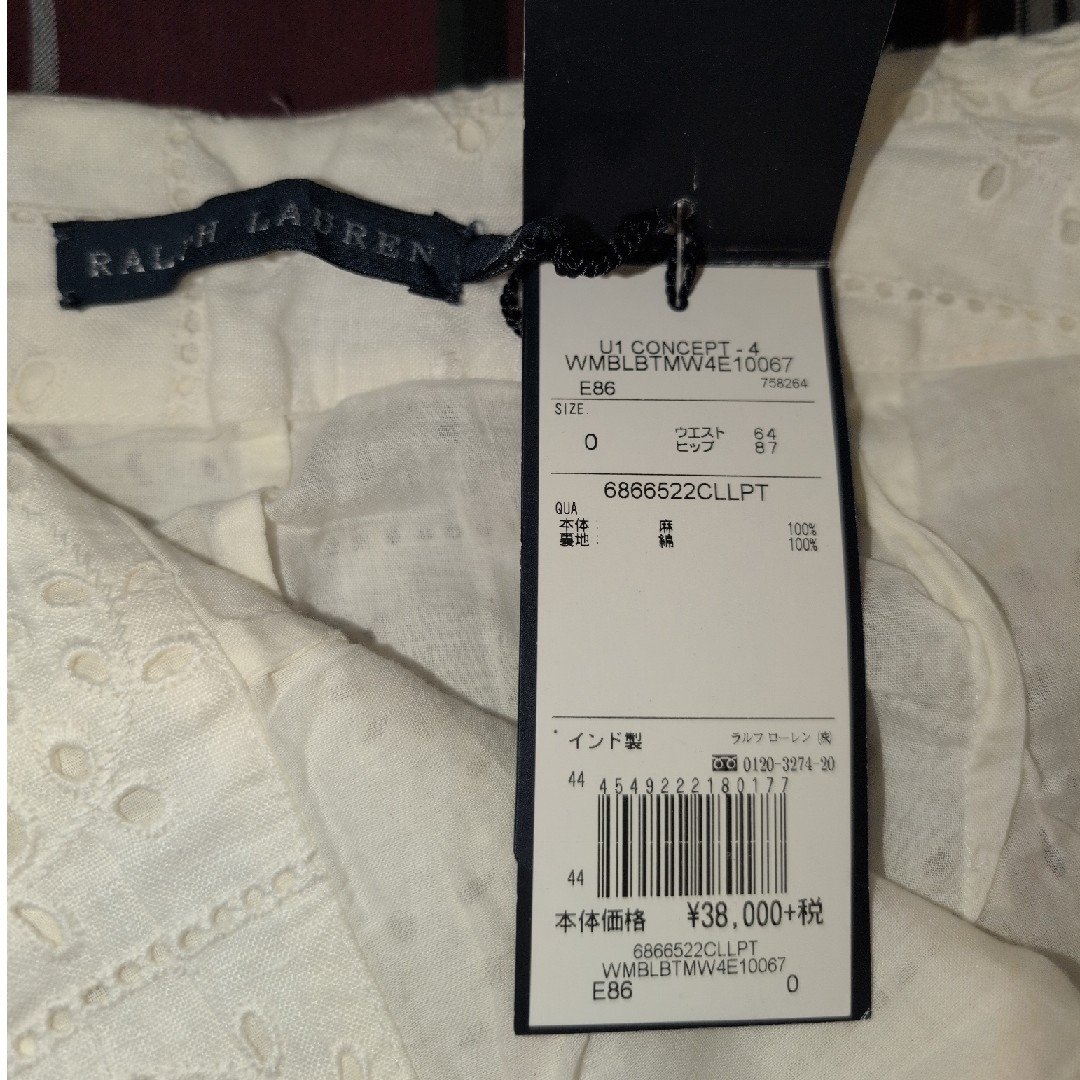 RALPH LAUREN
U1 CONCEPT - 4
WMBLBTMW4E10067
E86 758264
SIZE
0 ウエスト 64
ヒップ 87
6866522CLLPT
QUA
本体: 麻 100%
裏地: 綿 100%
インド製 ラルフ ローレン (株)
0120-3274-20
44 4549222180177
44
本体価格 ¥38,000+税
6866522CLLPT
WMBLBTMW4E10067
E86 0